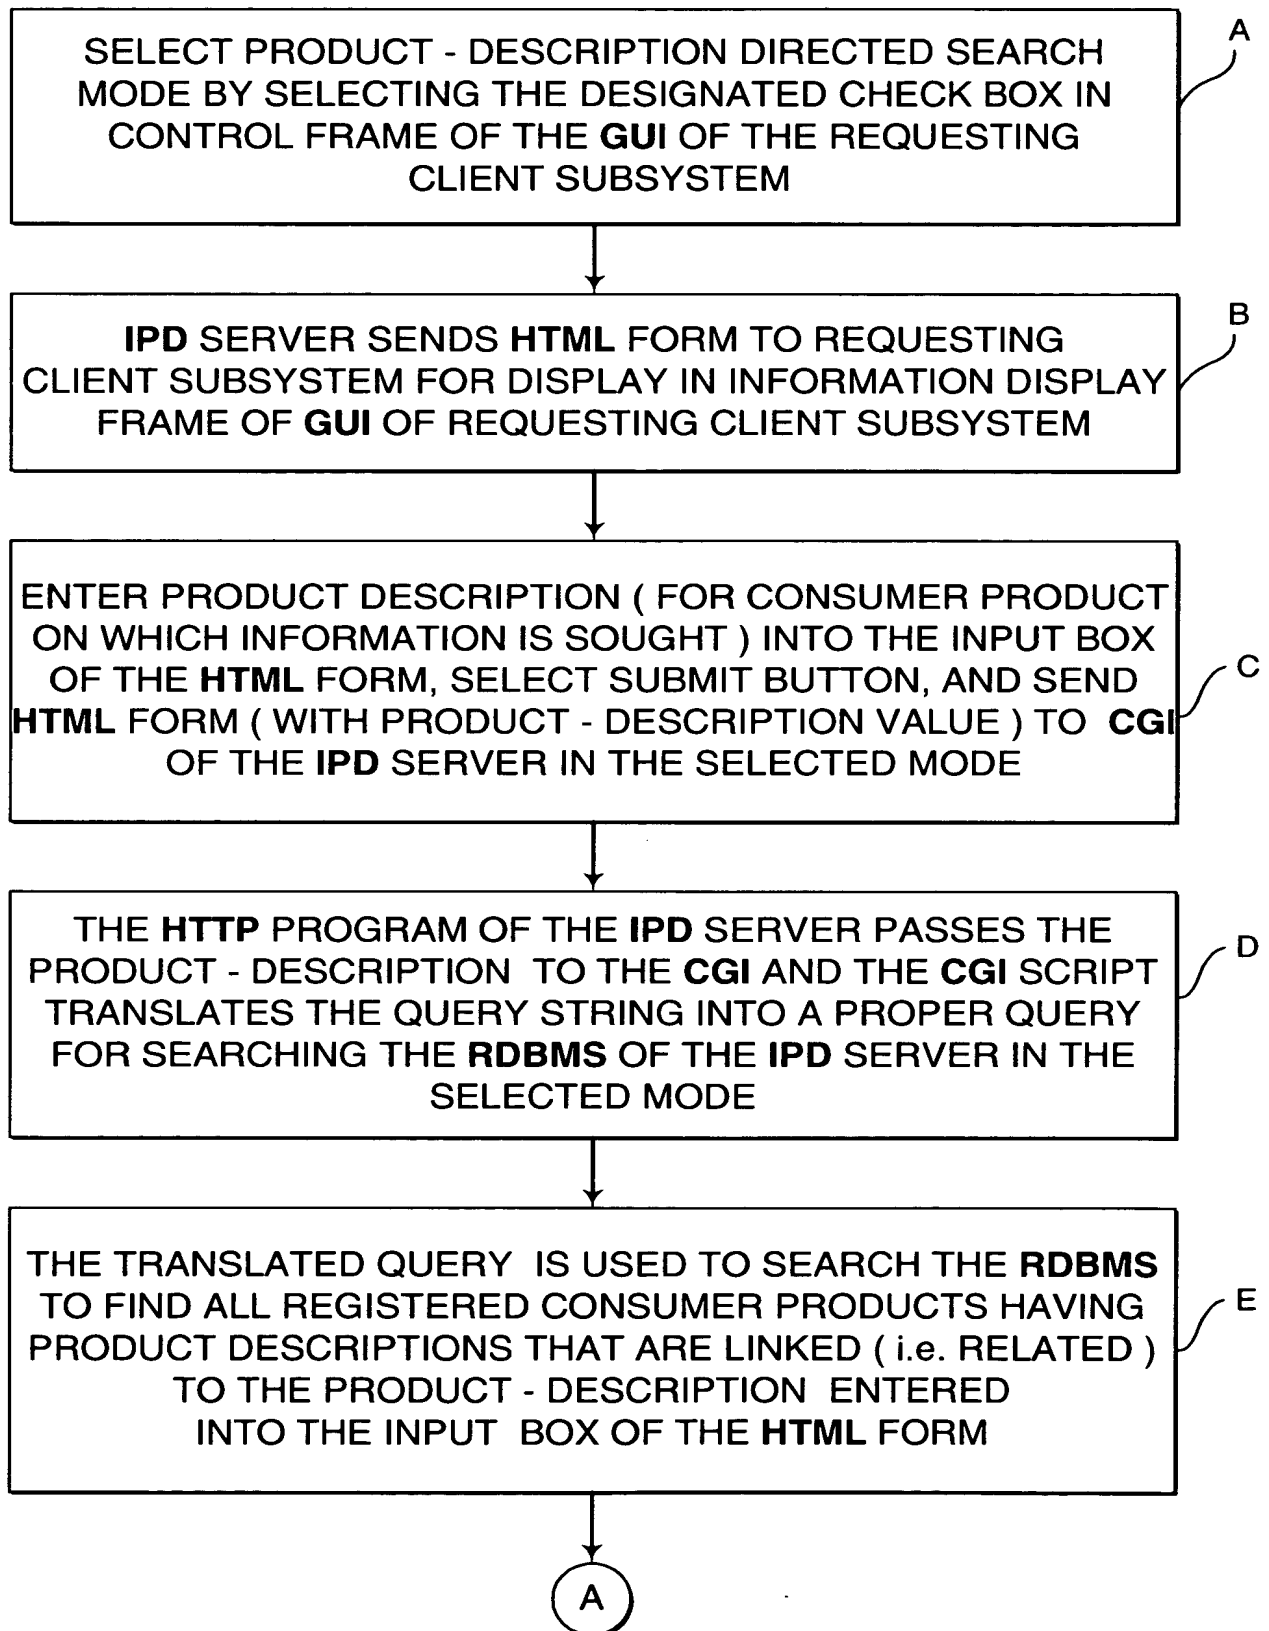 SELECT PRODUCT - DESCRIPTION DIRECTED SEARCH
MODE BY SELECTING THE DESIGNATED CHECK BOX IN
CONTROL FRAME OF THE GUI OF THE REQUESTING
CLIENT SUBSYSTEM
A
IPD SERVER SENDS HTML FORM TO REQUESTING
CLIENT SUBSYSTEM FOR DISPLAY IN INFORMATION DISPLAY
FRAME OF GUI OF REQUESTING CLIENT SUBSYSTEM
B
ENTER PRODUCT DESCRIPTION ( FOR CONSUMER PRODUCT
ON WHICH INFORMATION IS SOUGHT ) INTO THE INPUT BOX
OF THE HTML FORM, SELECT SUBMIT BUTTON, AND SEND
HTML FORM ( WITH PRODUCT - DESCRIPTION VALUE ) TO CGI
OF THE IPD SERVER IN THE SELECTED MODE
C
THE HTTP PROGRAM OF THE IPD SERVER PASSES THE
PRODUCT - DESCRIPTION TO THE CGI AND THE CGI SCRIPT
TRANSLATES THE QUERY STRING INTO A PROPER QUERY
FOR SEARCHING THE RDBMS OF THE IPD SERVER IN THE
SELECTED MODE
D
THE TRANSLATED QUERY IS USED TO SEARCH THE RDBMS
TO FIND ALL REGISTERED CONSUMER PRODUCTS HAVING
PRODUCT DESCRIPTIONS THAT ARE LINKED ( i.e. RELATED )
TO THE PRODUCT - DESCRIPTION ENTERED
INTO THE INPUT BOX OF THE HTML FORM
E
A